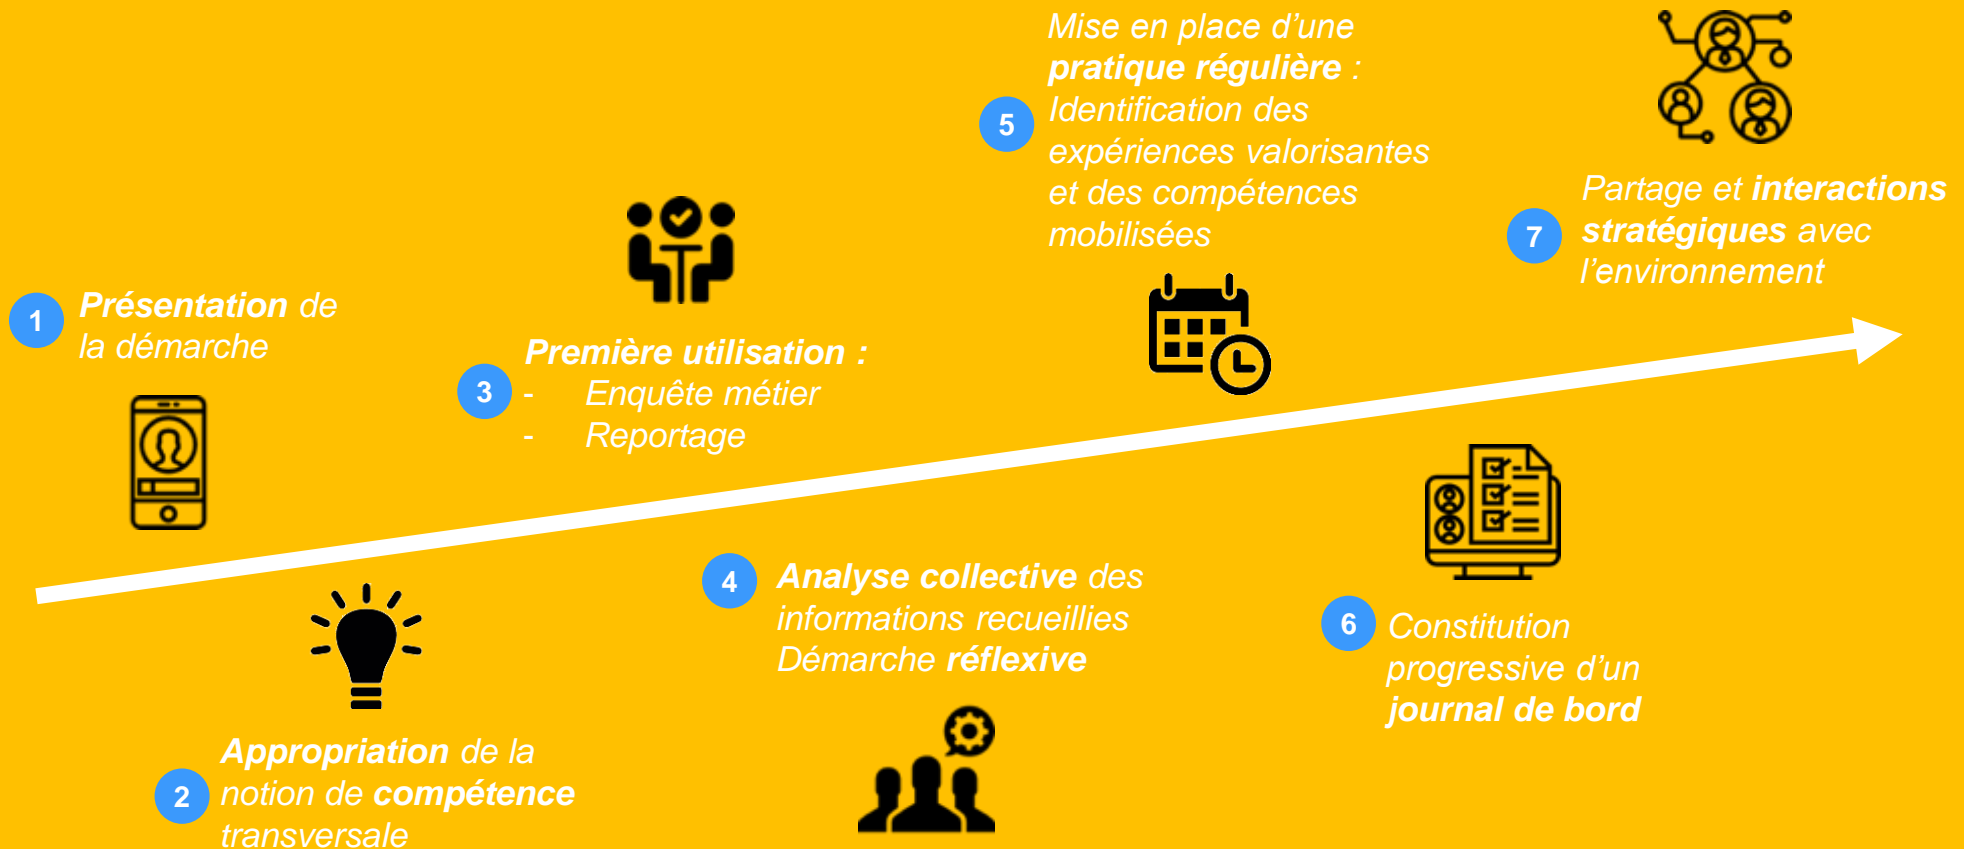 1
Présentation de
la démarche
2
Appropriation de la
notion de compétence
transversale
3
Première utilisation :
- Enquête métier
- Reportage
4
Analyse collective des
informations recueillies
Démarche réflexive
5
Mise en place d’une
pratique régulière :
Identification des
expériences valorisantes
et des compétences
mobilisées
6
Constitution
progressive d’un
journal de bord
7
Partage et interactions
stratégiques avec
l’environnement